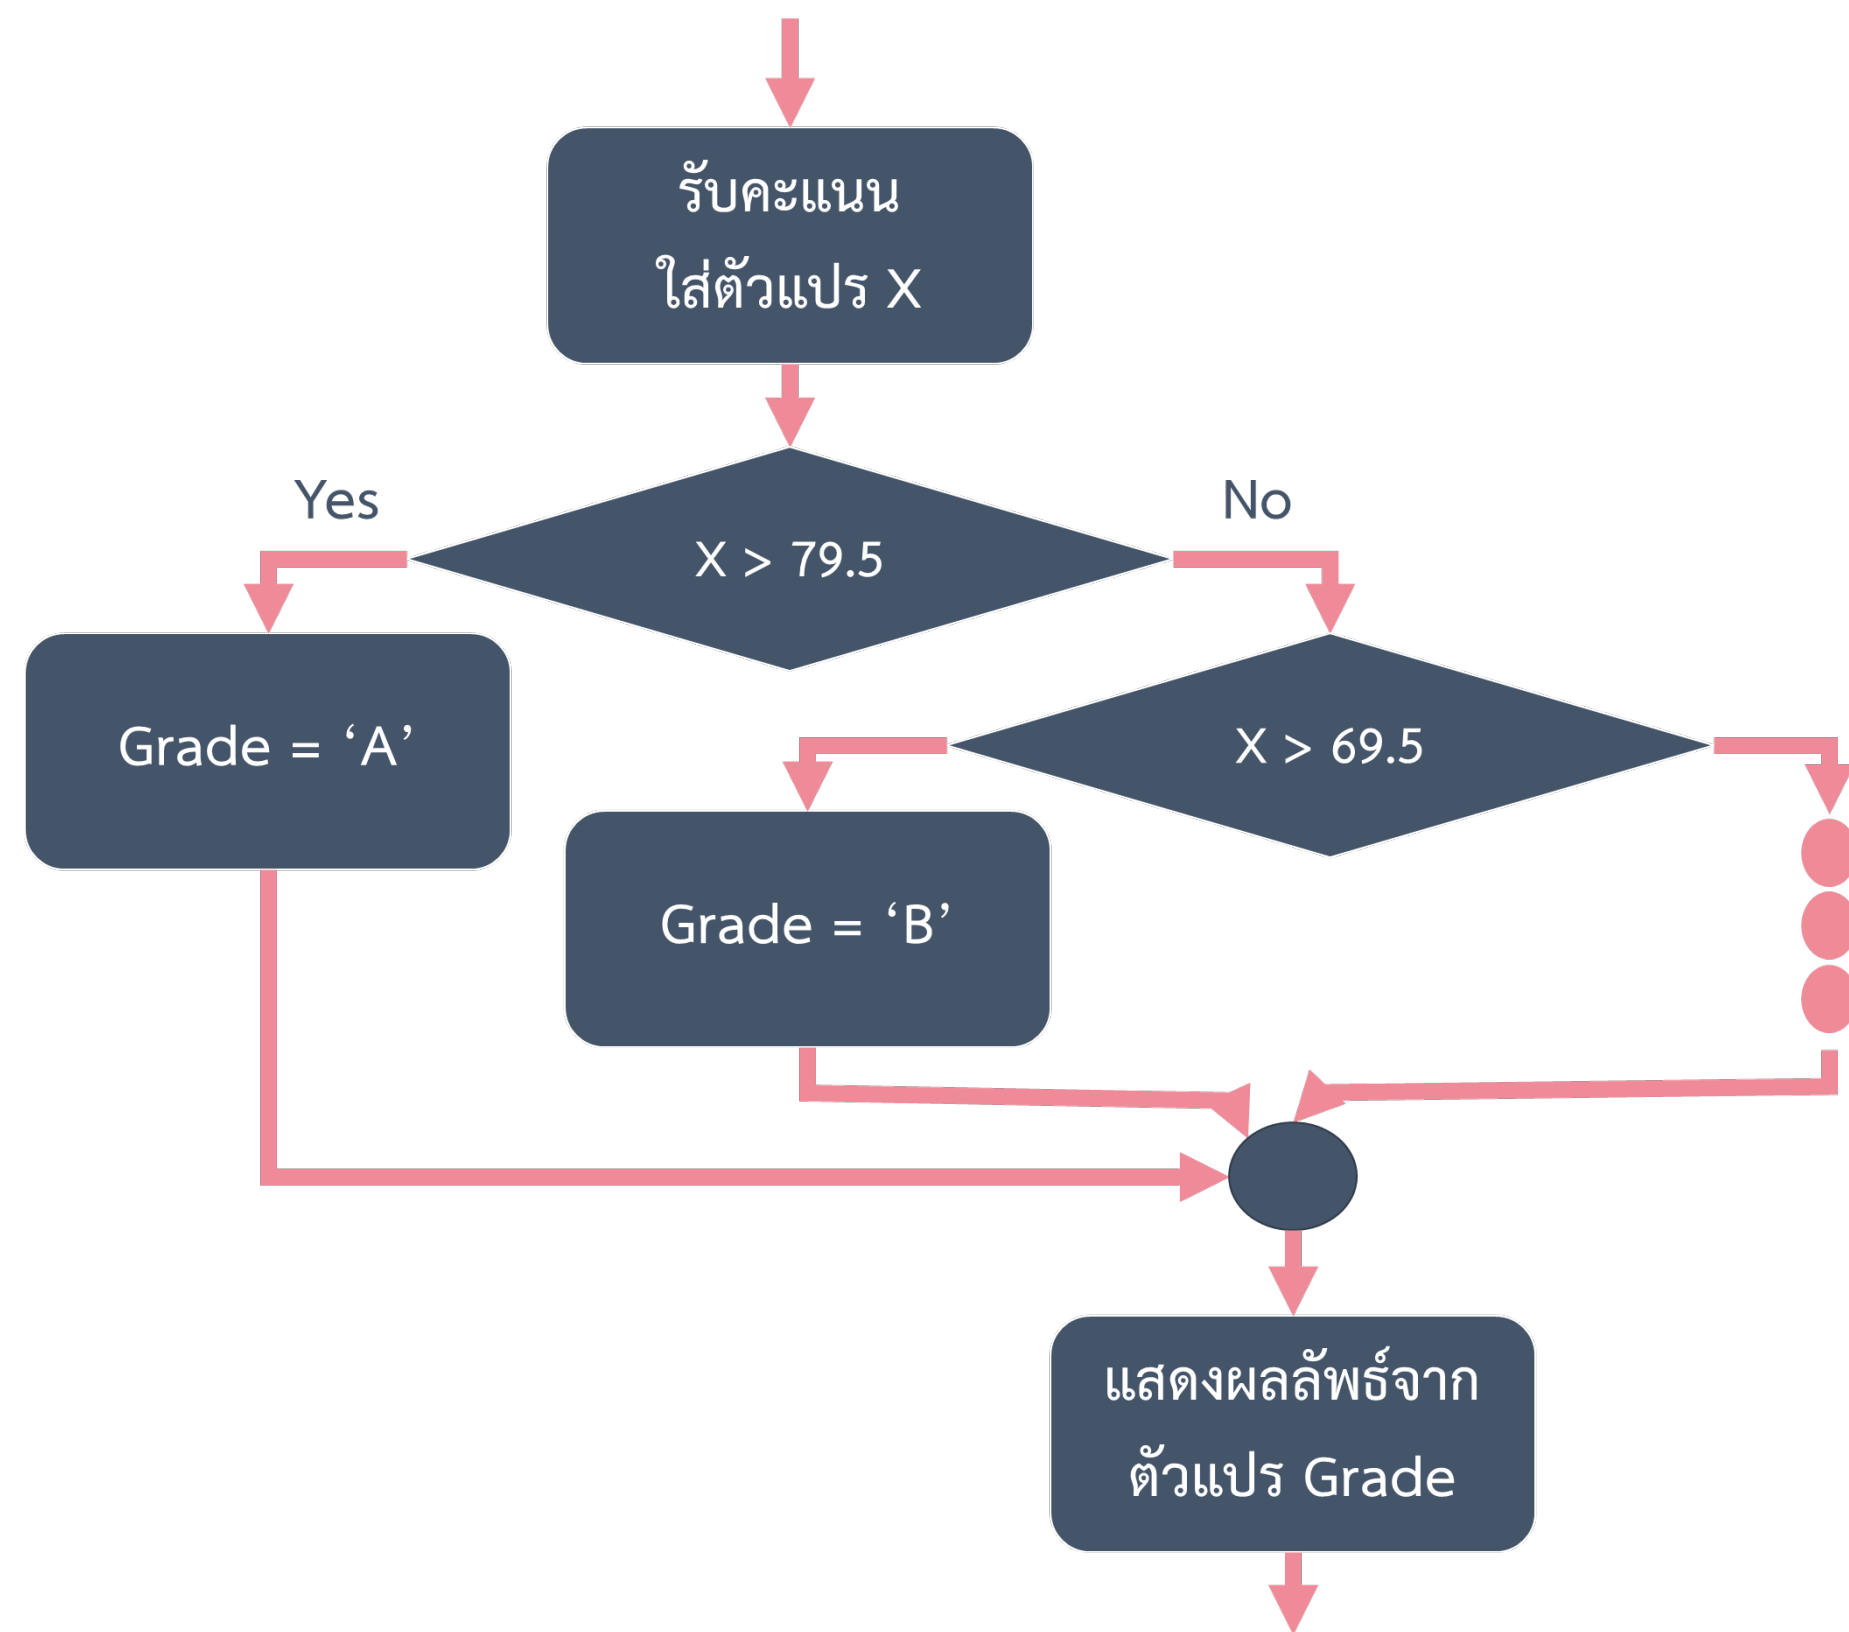 รับคะแนน
ใส่ตัวแปร X
Yes
No
X > 79.5
Grade = ‘A’
X > 69.5
Grade = ‘B’
แสดงผลลัพธ์จาก
ตัวแปร Grade